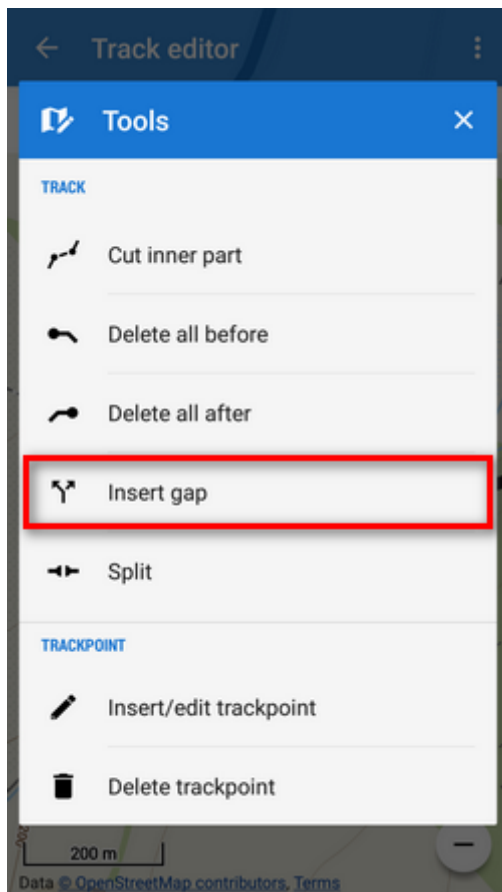 Track editor
Tools
TRACK
Cut inner part
Delete all before
Delete all after
Insert gap
Split
TRACKPOINT
Insert/edit trackpoint
Delete trackpoint
200
200 m
Data © OpenStreetMap contributors, Terms